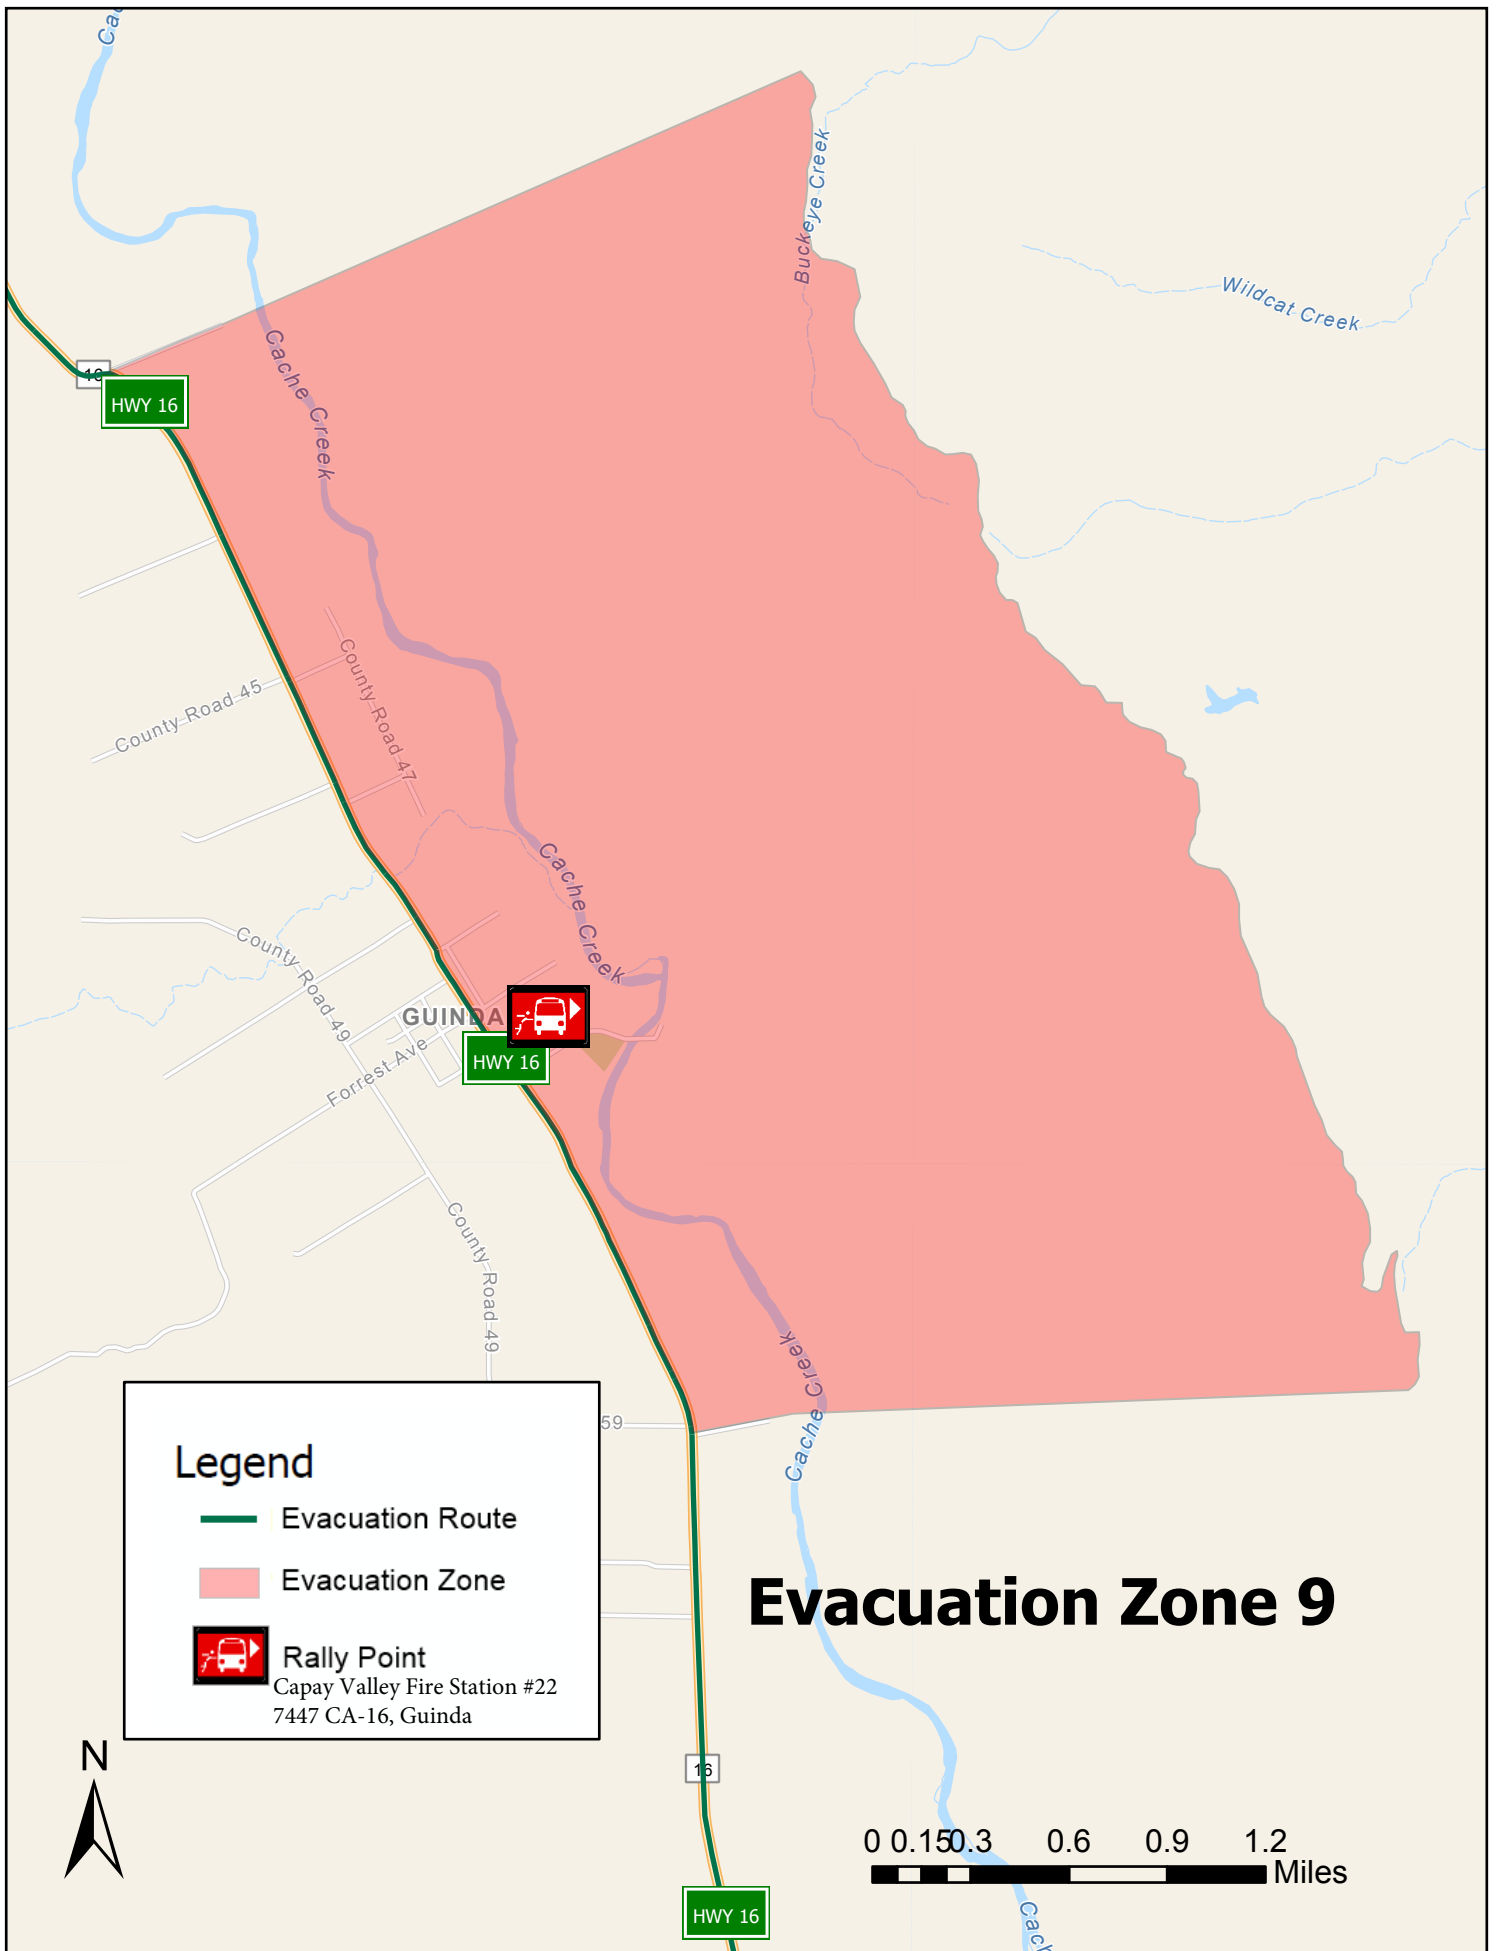 Buckeye Creek
Wildcat Creek
16
HWY 16
Cache Creek
County Road 45
County Road 47
Cache Creek
County Road 49
GUINDA
HWY 16
Forrest Ave
County Road 49
Cache Creek
59
Legend
Evacuation Route
Evacuation Zone
Rally Point
Capay Valley Fire Station #22
7447 CA-16, Guinda
Evacuation Zone 9
N
16
0 0.15 0.3 0.6 0.9 1.2
Miles
HWY 16